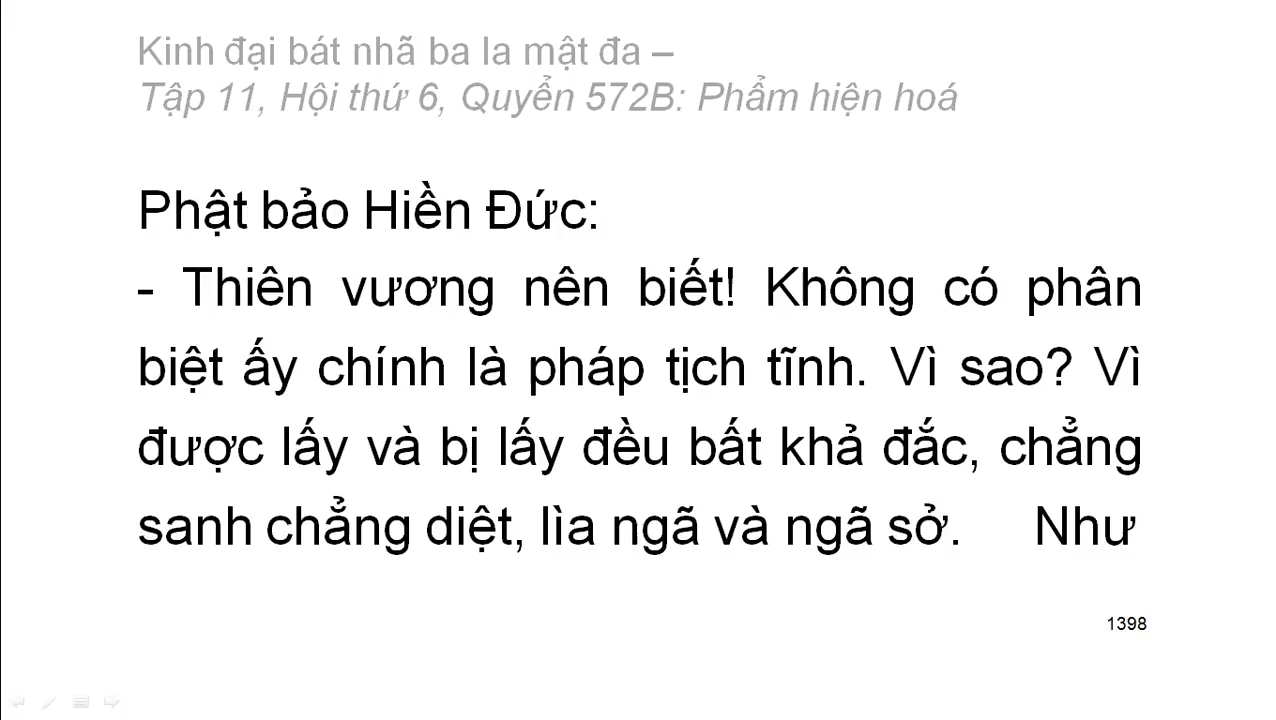 Kinh đại bát nhã ba la mật đa –
Tập 11, Hội thứ 6, Quyển 572B: Phẩm hiện hoá
Phật bảo Hiền Đức:
- Thiên vương nên biết! Không có phân
biệt ấy chính là pháp tịch tĩnh. Vì sao? Vì
được lấy và bị lấy đều bất khả đắc, chẳng
sanh chẳng diệt, lìa ngã và ngã sở. Như
1398